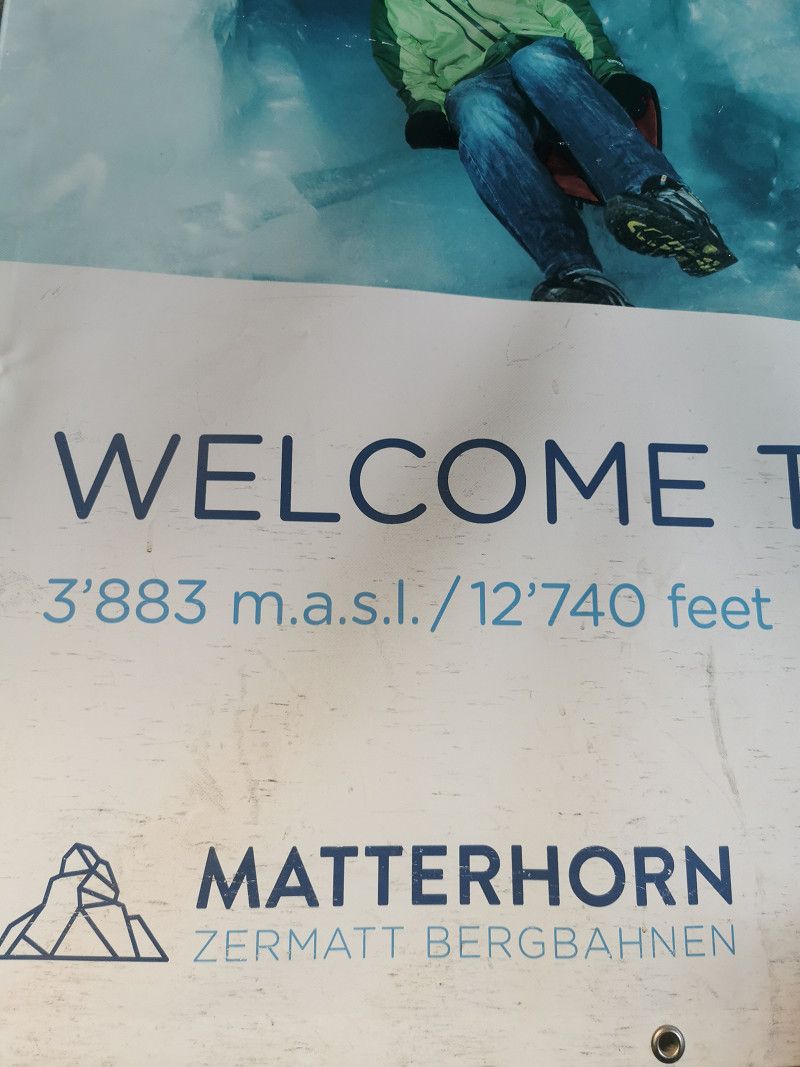 WELCOME T
3’883 m.a.s.l. / 12’740 feet
MATTERHORN
ZERMATT BERGBAHNEN